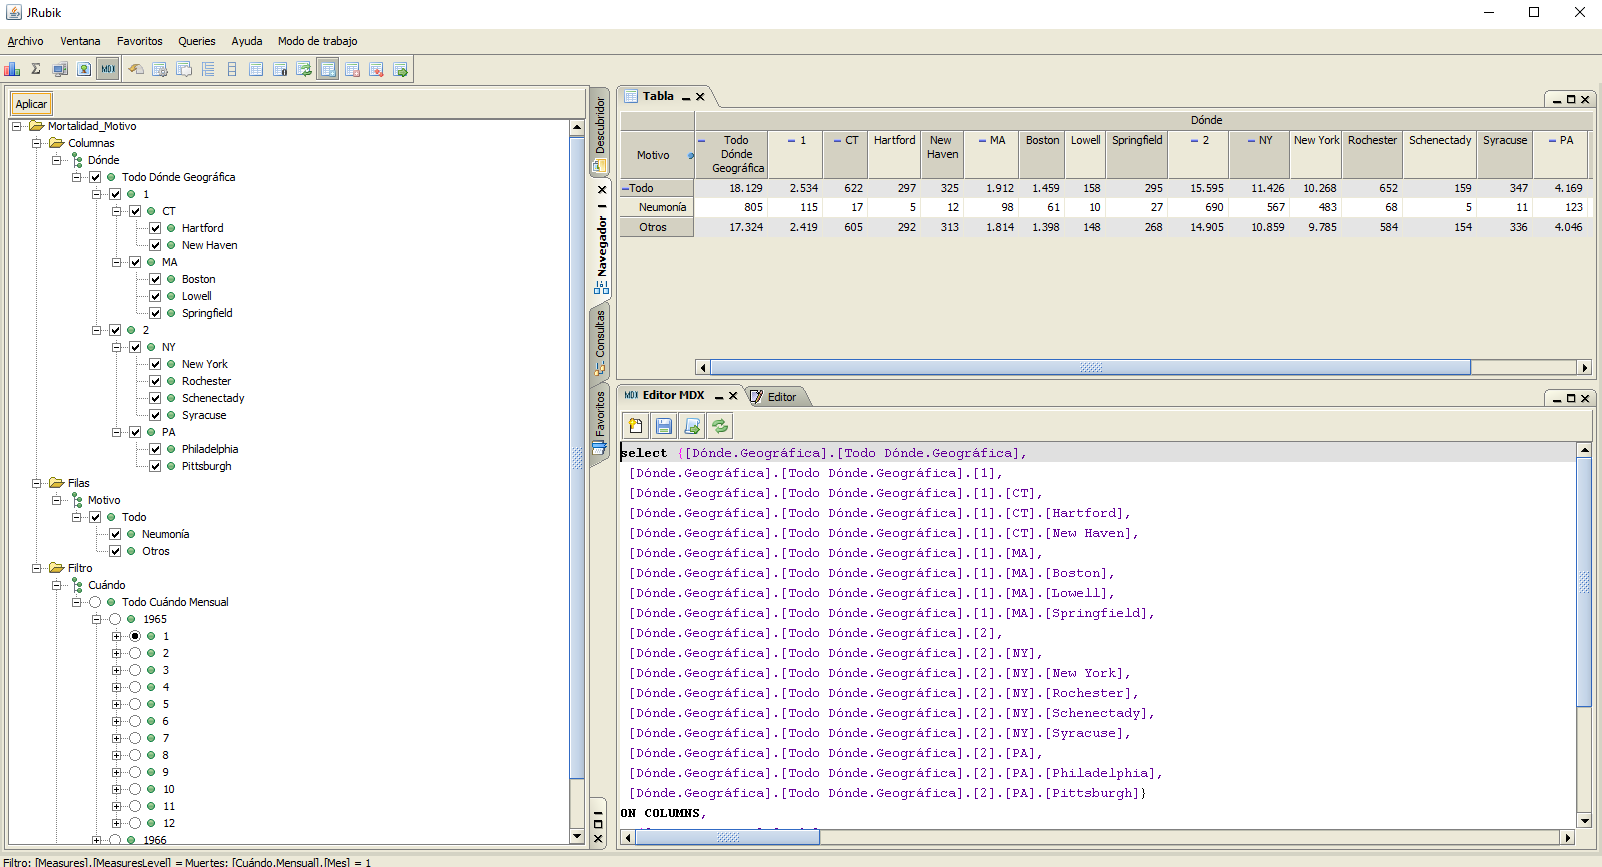 JRubik
Archivo Ventana Favoritos Queries Ayuda Modo de trabajo
MDX
Aplicar
Mortalidad_Motivo
Columnas
Dónde
Todo Dónde Geográfica
1
CT
Hartford
New Haven
MA
Boston
Lowell
Springfield
2
NY
New York
Rochester
Schenectady
Syracuse
PA
Philadelphia
Pittsburgh
Filas
Motivo
Todo
Neumonía
Otros
Filtro
Cuándo
Todo Cuándo Mensual
1965
1
2
3
4
5
6
7
8
9
10
11
12
1966
Descubridor
Navegador
Consultas
Favoritos
Tabla
Dónde
Motivo Todo Dónde Geográfica 1 CT Hartford New Haven MA Boston Lowell Springfield 2 NY New York Rochester Schenectady Syracuse PA
Todo 18.129 2.534 622 297 325 1.912 1.459 158 295 15.595 11.426 10.268 652 159 347 4.169
Neumonía 805 115 17 5 12 98 61 10 27 690 567 483 68 5 11 123
Otros 17.324 2.419 605 292 313 1.814 1.398 148 268 14.905 10.859 9.785 584 154 336 4.046
MDX Editor MDX Editor
select {[Dónde.Geográfica].[Todo Dónde.Geográfica],
[Dónde.Geográfica].[Todo Dónde.Geográfica].[1],
[Dónde.Geográfica].[Todo Dónde.Geográfica].[1].[CT],
[Dónde.Geográfica].[Todo Dónde.Geográfica].[1].[CT].[Hartford],
[Dónde.Geográfica].[Todo Dónde.Geográfica].[1].[CT].[New Haven],
[Dónde.Geográfica].[Todo Dónde.Geográfica].[1].[MA],
[Dónde.Geográfica].[Todo Dónde.Geográfica].[1].[MA].[Boston],
[Dónde.Geográfica].[Todo Dónde.Geográfica].[1].[MA].[Lowell],
[Dónde.Geográfica].[Todo Dónde.Geográfica].[1].[MA].[Springfield],
[Dónde.Geográfica].[Todo Dónde.Geográfica].[2],
[Dónde.Geográfica].[Todo Dónde.Geográfica].[2].[NY],
[Dónde.Geográfica].[Todo Dónde.Geográfica].[2].[NY].[New York],
[Dónde.Geográfica].[Todo Dónde.Geográfica].[2].[NY].[Rochester],
[Dónde.Geográfica].[Todo Dónde.Geográfica].[2].[NY].[Schenectady],
[Dónde.Geográfica].[Todo Dónde.Geográfica].[2].[NY].[Syracuse],
[Dónde.Geográfica].[Todo Dónde.Geográfica].[2].[PA],
[Dónde.Geográfica].[Todo Dónde.Geográfica].[2].[PA].[Philadelphia],
[Dónde.Geográfica].[Todo Dónde.Geográfica].[2].[PA].[Pittsburgh]}
ON COLUMNS,
Filtro: [Measures].[MeasuresLevel] = Muertes; [Cuándo.Mensual].[Mes] = 1